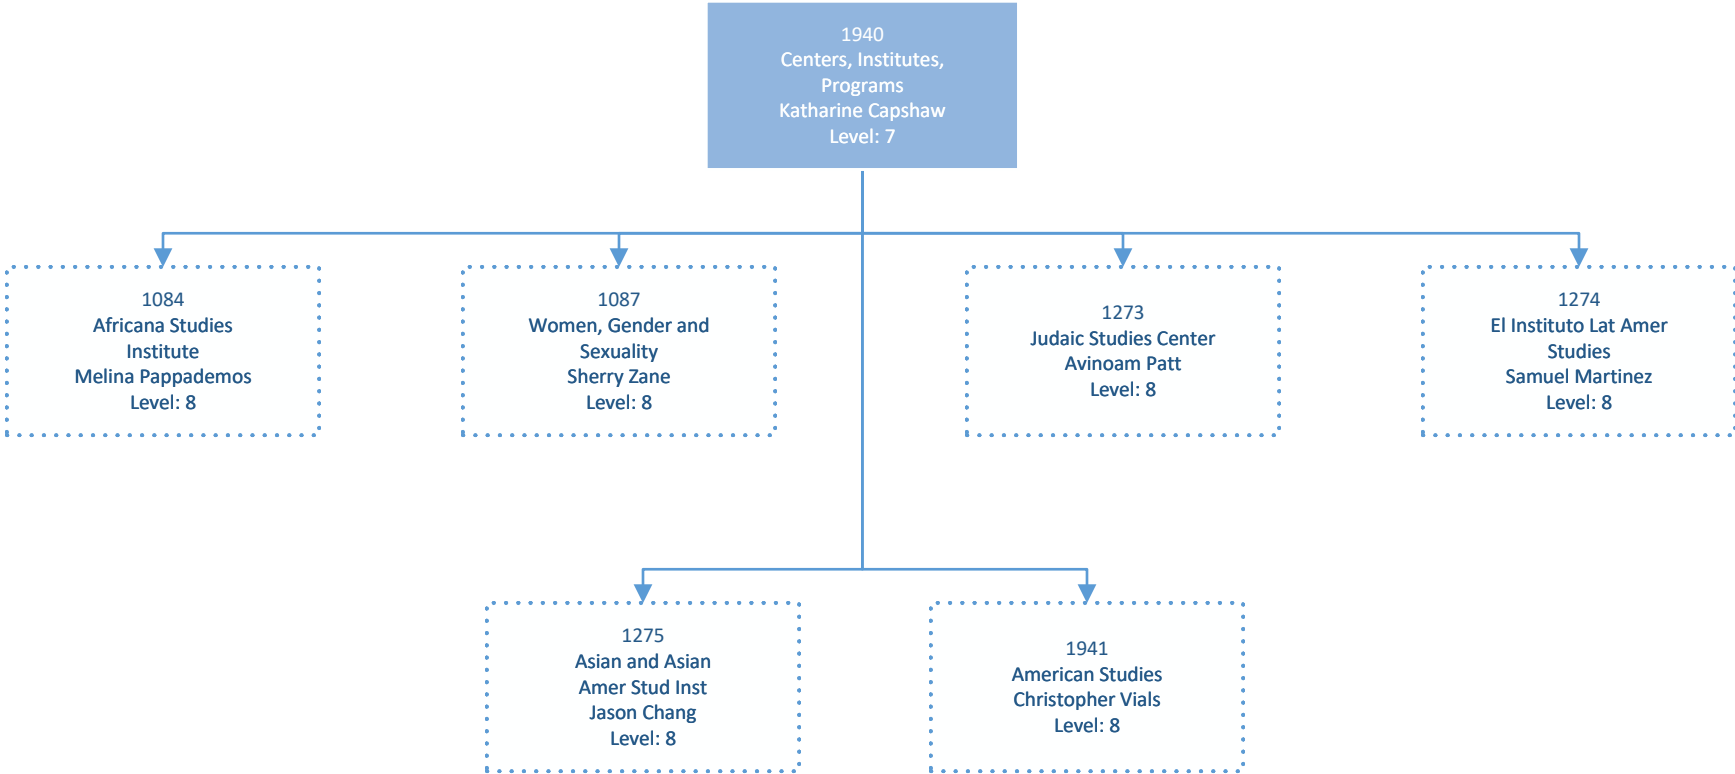 1940
Centers, Institutes,
Programs
Katharine Capshaw
Level: 7
1084
Africana Studies
Institute
Melina Pappademos
Level: 8
1087
Women, Gender and
Sexuality
Sherry Zane
Level: 8
1273
Judaic Studies Center
Avinoam Patt
Level: 8
1274
El Instituto Lat Amer
Studies
Samuel Martinez
Level: 8
1275
Asian and Asian
Amer Stud Inst
Jason Chang
Level: 8
1941
American Studies
Christopher Vials
Level: 8